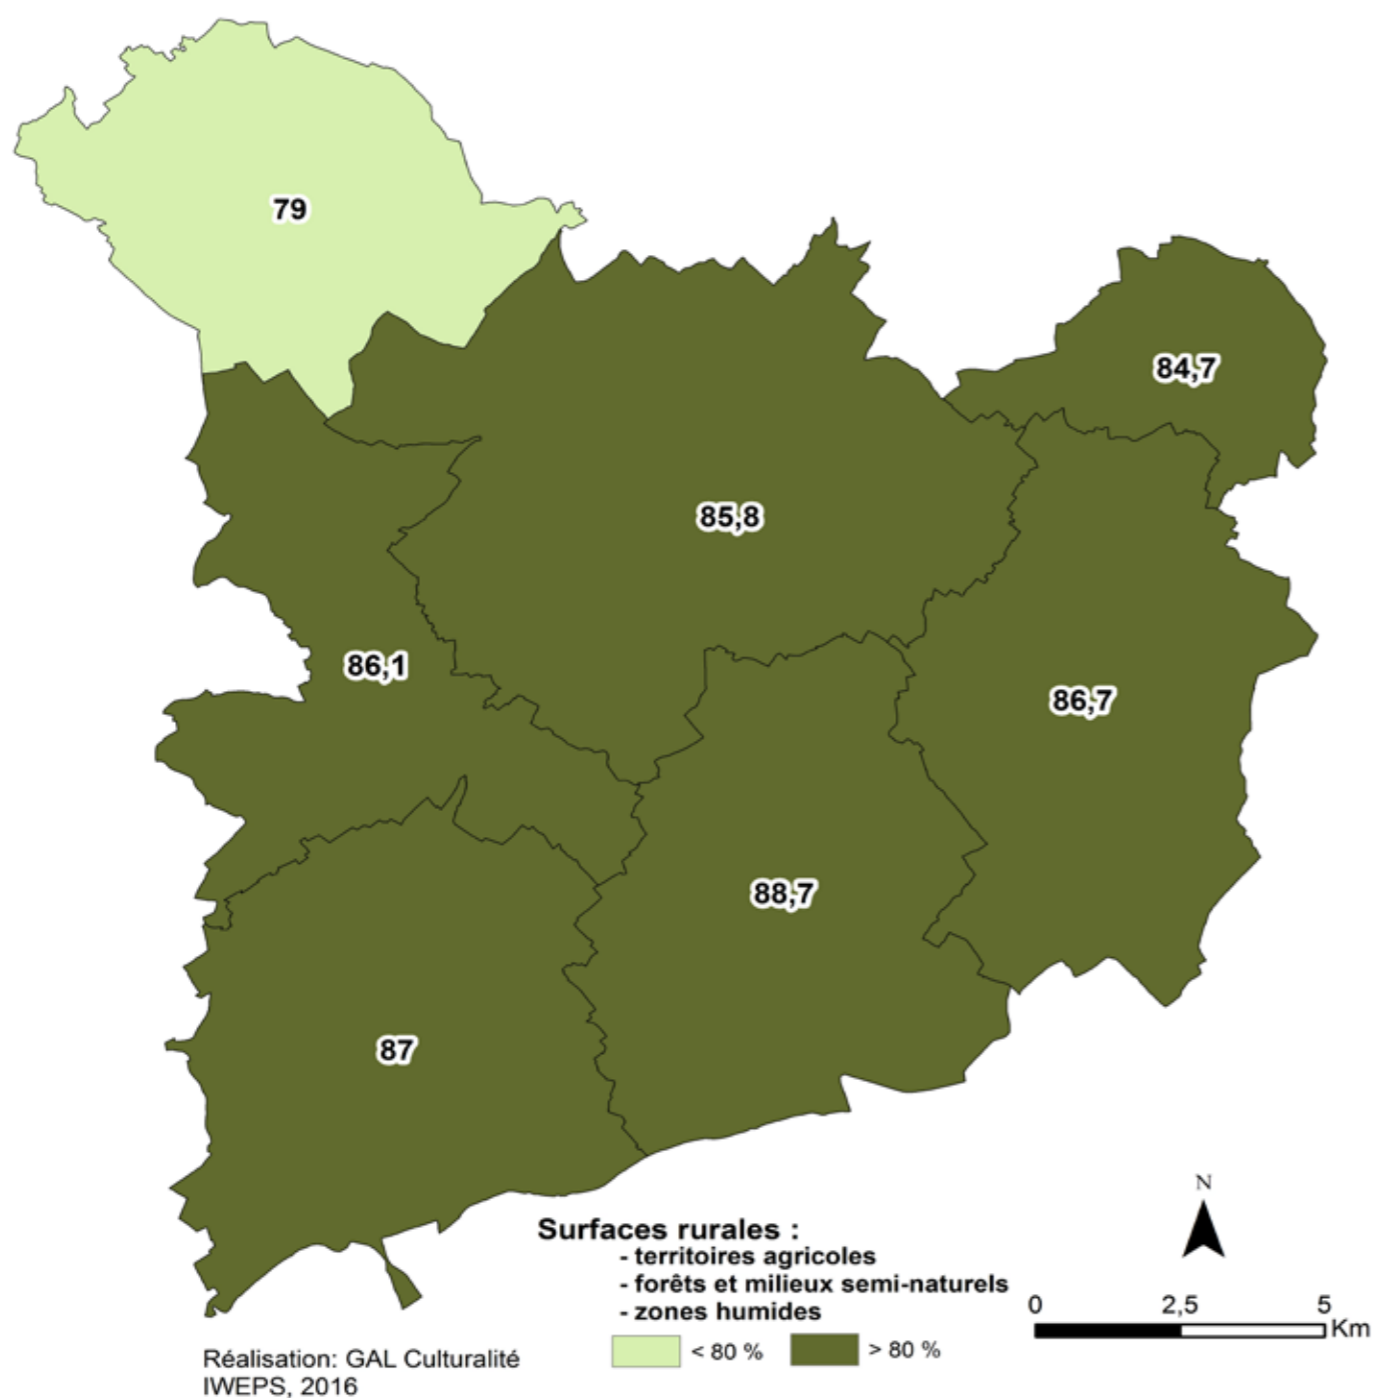 79
84,7
85,8
86,1
86,7
88,7
87
N
Surfaces rurales :
- territoires agricoles
- forêts et milieux semi-naturels
- zones humides
0 2,5 5
Km
< 80 % > 80 %
Réalisation: GAL Culturalité
IWEPS, 2016